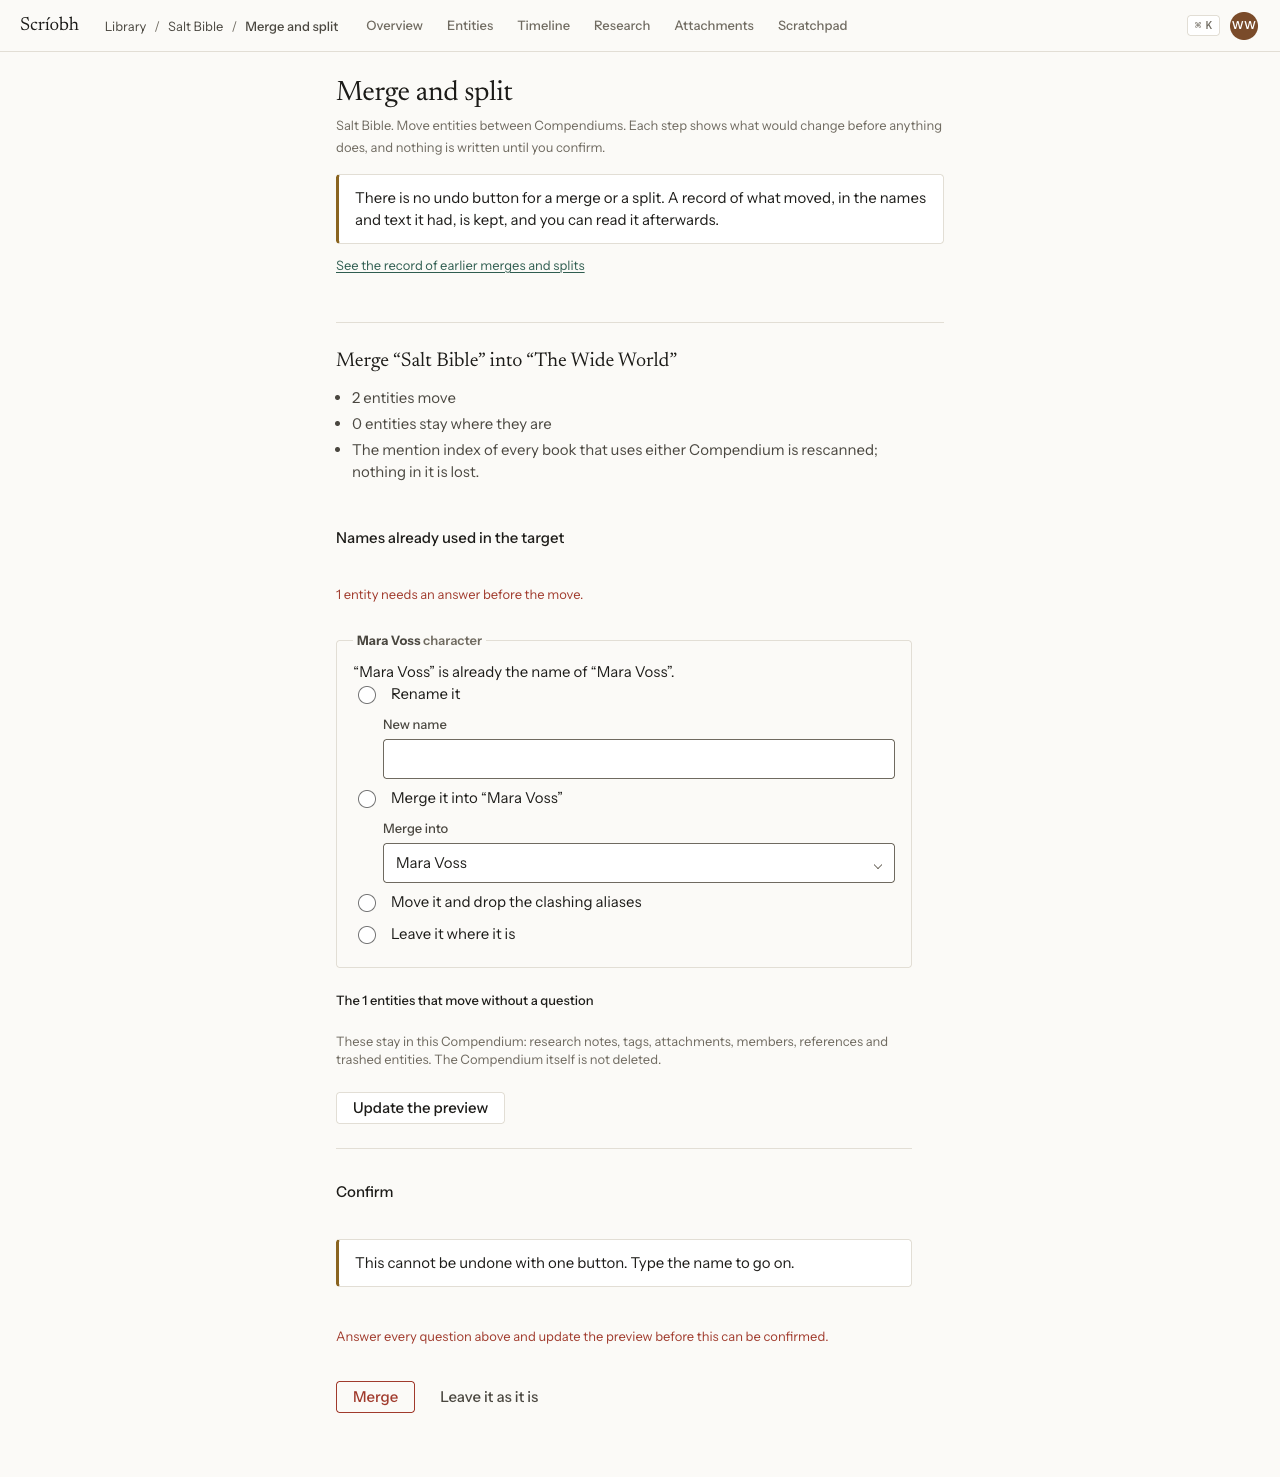 Scríobh
Library / Salt Bible / Merge and split
Overview Entities Timeline Research Attachments Scratchpad
⌘ K
WW
Merge and split
Salt Bible. Move entities between Compendiums. Each step shows what would change before anything
does, and nothing is written until you confirm.
There is no undo button for a merge or a split. A record of what moved, in the names
and text it had, is kept, and you can read it afterwards.
See the record of earlier merges and splits
Merge “Salt Bible” into “The Wide World”
• 2 entities move
• 0 entities stay where they are
• The mention index of every book that uses either Compendium is rescanned;
nothing in it is lost.
Names already used in the target
1 entity needs an answer before the move.
Mara Voss character
“Mara Voss” is already the name of “Mara Voss”.
Rename it
New name
Merge it into “Mara Voss”
Merge into
Mara Voss
Move it and drop the clashing aliases
Leave it where it is
The 1 entities that move without a question
These stay in this Compendium: research notes, tags, attachments, members, references and
trashed entities. The Compendium itself is not deleted.
Update the preview
Confirm
This cannot be undone with one button. Type the name to go on.
Answer every question above and update the preview before this can be confirmed.
Merge
Leave it as it is